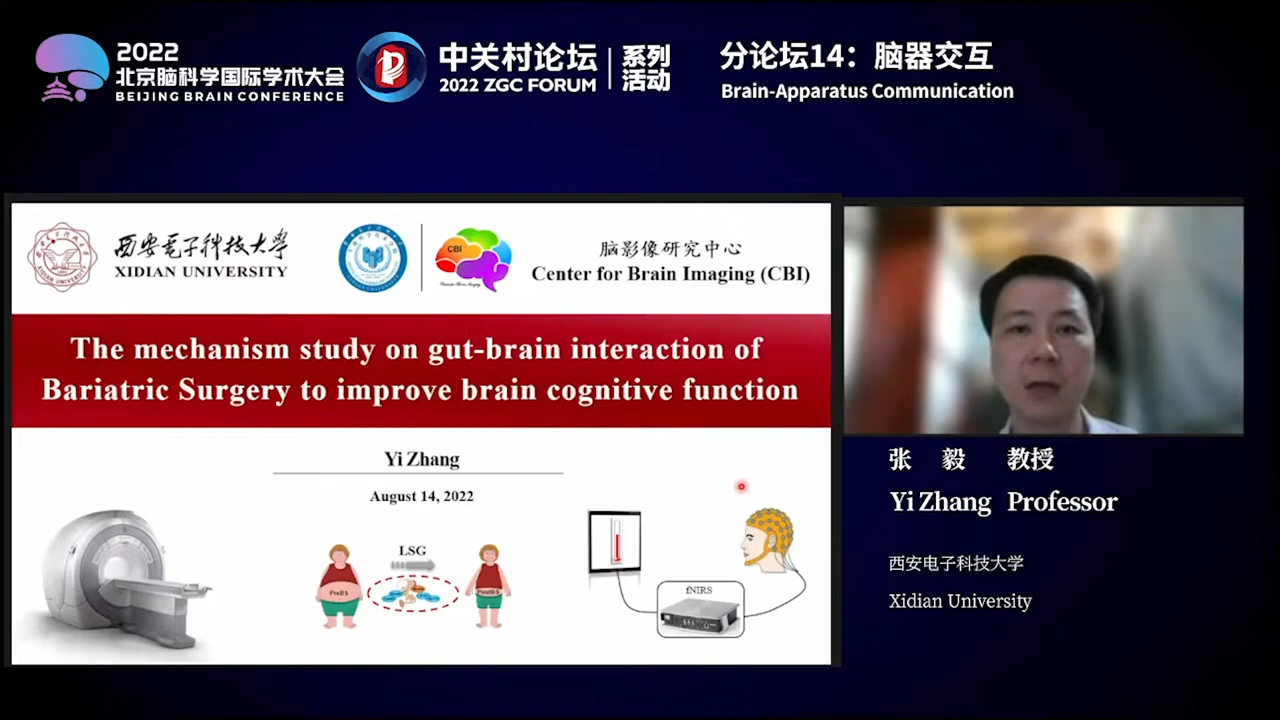 2022
北京脑科学国际学术大会
BEIJING BRAIN CONFERENCE
中关村论坛
2022 ZGC FORUM
系列
活动
分论坛14：脑器交互
Brain-Apparatus Communication
西安电子科技大学
XIDIAN UNIVERSITY
CBI
脑影像研究中心
Center for Brain Imaging (CBI)
The mechanism study on gut-brain interaction of
Bariatric Surgery to improve brain cognitive function
Yi Zhang
August 14, 2022
LSG
PreBS
PostBS
fNIRS
张 毅 教授
Yi Zhang Professor
西安电子科技大学
Xidian University